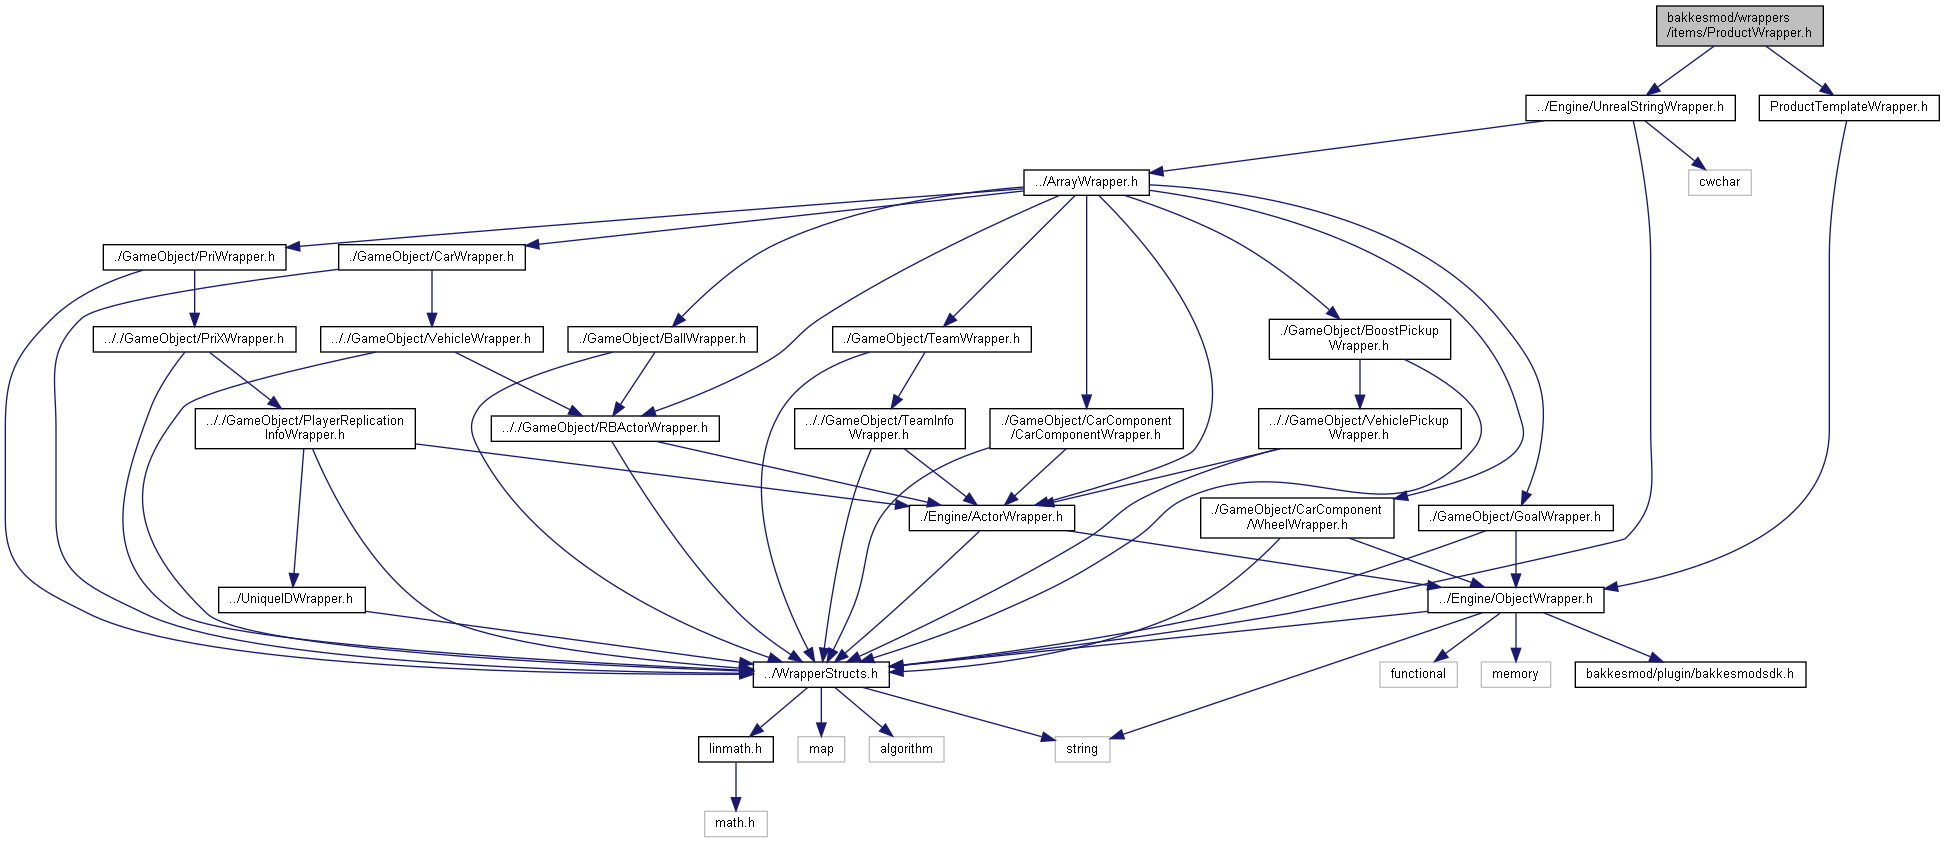 bakkesmod/wrappers
/items/ProductWrapper.h
../Engine/UnrealStringWrapper.h
ProductTemplateWrapper.h
../ArrayWrapper.h
cwchar
./GameObject/PriWrapper.h
./GameObject/CarWrapper.h
.././GameObject/PriXWrapper.h
.././GameObject/VehicleWrapper.h
./GameObject/BallWrapper.h
./GameObject/TeamWrapper.h
./GameObject/BoostPickup
Wrapper.h
.././GameObject/PlayerReplication
InfoWrapper.h
.././GameObject/RBActorWrapper.h
.././GameObject/TeamInfo
Wrapper.h
./GameObject/CarComponent
/CarComponentWrapper.h
.././GameObject/VehiclePickup
Wrapper.h
./Engine/ActorWrapper.h
./GameObject/CarComponent
/WheelWrapper.h
./GameObject/GoalWrapper.h
../UniqueIDWrapper.h
../Engine/ObjectWrapper.h
../WrapperStructs.h
functional
memory
bakkesmod/plugin/bakkesmodsdk.h
linmath.h
map
algorithm
string
math.h